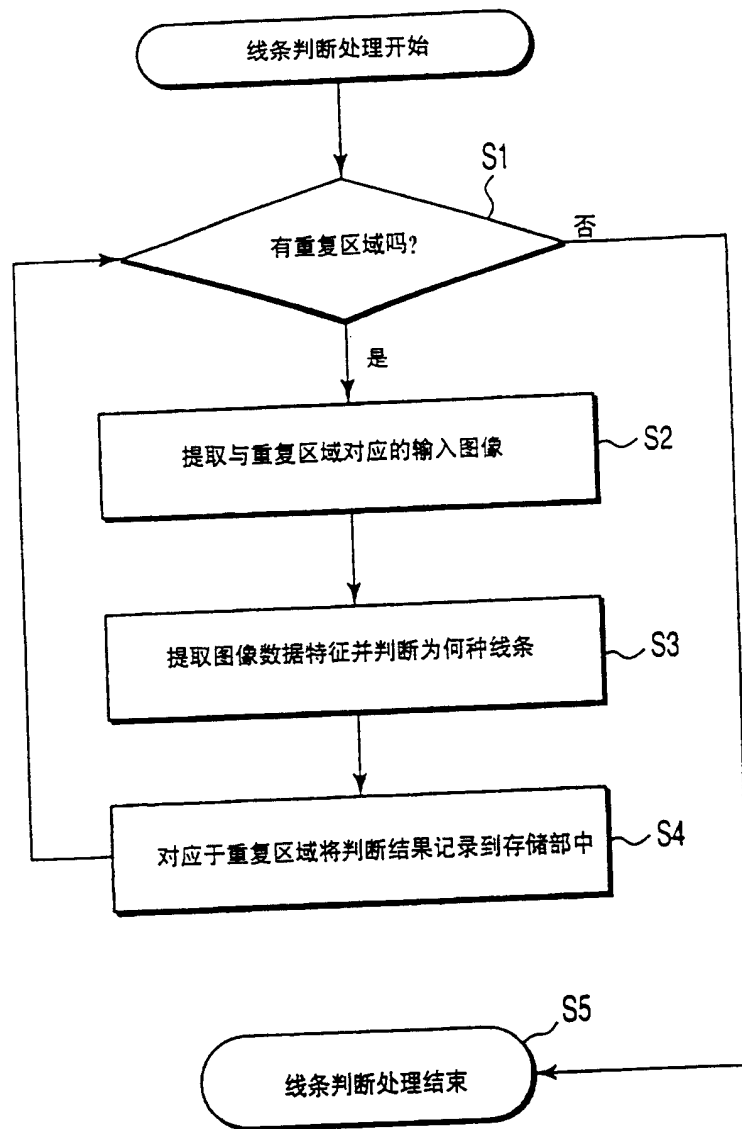 线条判断处理开始
S1
有重复区域吗?
否
是
提取与重复区域对应的输入图像
S2
提取图像数据特征并判断为何种线条
S3
对应于重复区域将判断结果记录到存储部中
S4
S5
线条判断处理结束